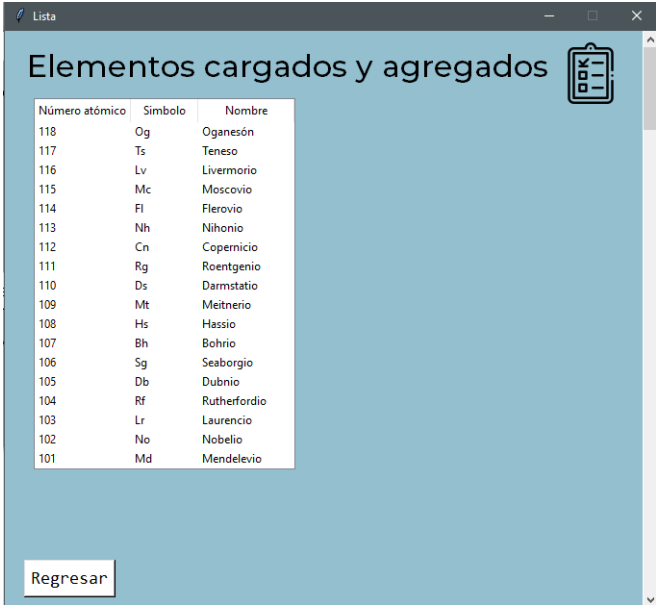 Lista
Elementos cargados y agregados
Número atómico Simbolo Nombre
118 Og Oganesón
117 Ts Teneso
116 Lv Livermorio
115 Mc Moscovio
114 Fl Flerovio
113 Nh Nihonio
112 Cn Copernicio
111 Rg Roentgenio
110 Ds Darmstatio
109 Mt Meitnerio
108 Hs Hassio
107 Bh Bohrio
106 Sg Seaborgio
105 Db Dubnio
104 Rf Rutherfordio
103 Lr Laurencio
102 No Nobelio
101 Md Mendelevio
Regresar